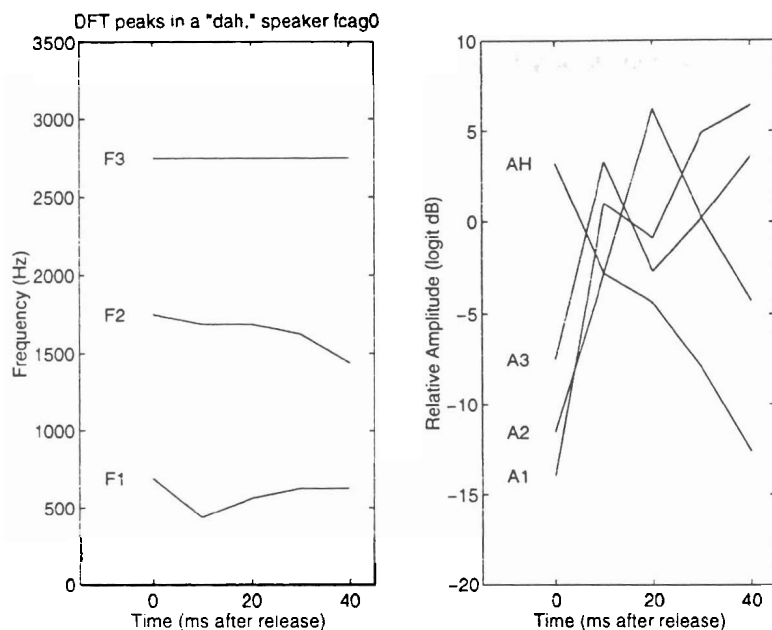 DFT peaks in a "dah," speaker fcag0
3500
3000
2500
2000
1500
1000
500
0
Frequency (Hz)
F3
F2
F1
0
20
40
Time (ms after release)
10
5
0
-5
-10
-15
-20
Relative Amplitude (logit dB)
AH
A3
A2
A1
0
20
40
Time (ms after release)